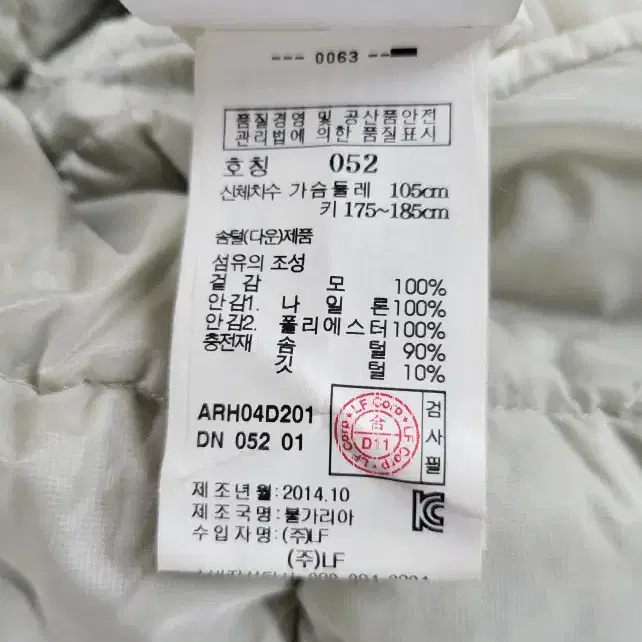 --- 0063 --
품질경영 및 공산품안전
관리법에 의한 품질표시
호칭 052
신체치수 가슴둘레 105cm
키 175~185cm
솜털(다운)제품
섬유의 조성
겉감 모 100%
안감1. 나일론100%
안감2. 폴리에스터100%
충전재 솜털 90%
깃털 10%
ARH04D201
DN 052 01
LF Corp
LF Corp
D11
검사필
제조년월:2014.10
제조국명:불가리아
수입자명:(주)LF
(주)LF